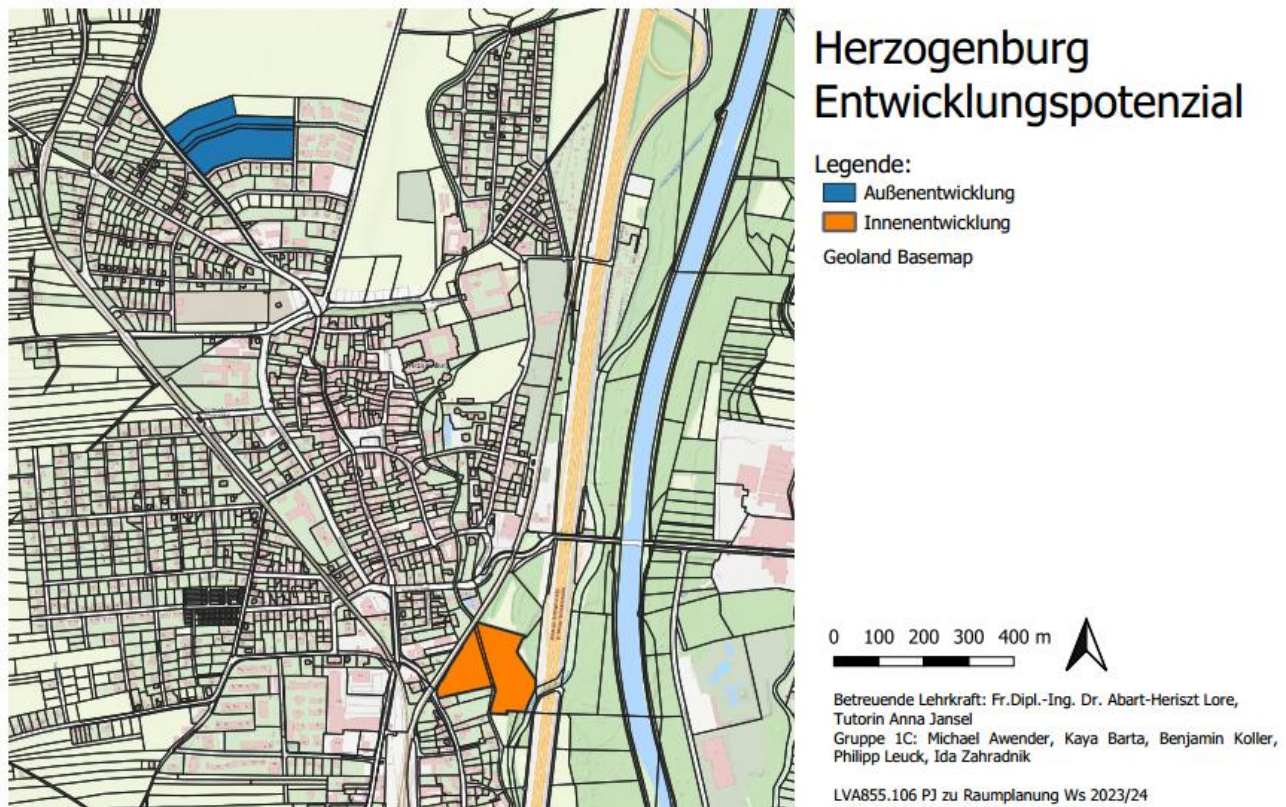 Herzogenburg
Entwicklungspotenzial
Legende:
Außenentwicklung
Innenentwicklung
Geoland Basemap
0 100 200 300 400 m
Betreuende Lehrkraft: Fr.Dipl.-Ing. Dr. Abart-Heriszt Lore,
Tutorin Anna Jansel
Gruppe 1C: Michael Awender, Kaya Barta, Benjamin Koller,
Philipp Leuck, Ida Zahradnik
LVA855.106 PJ zu Raumplanung Ws 2023/24